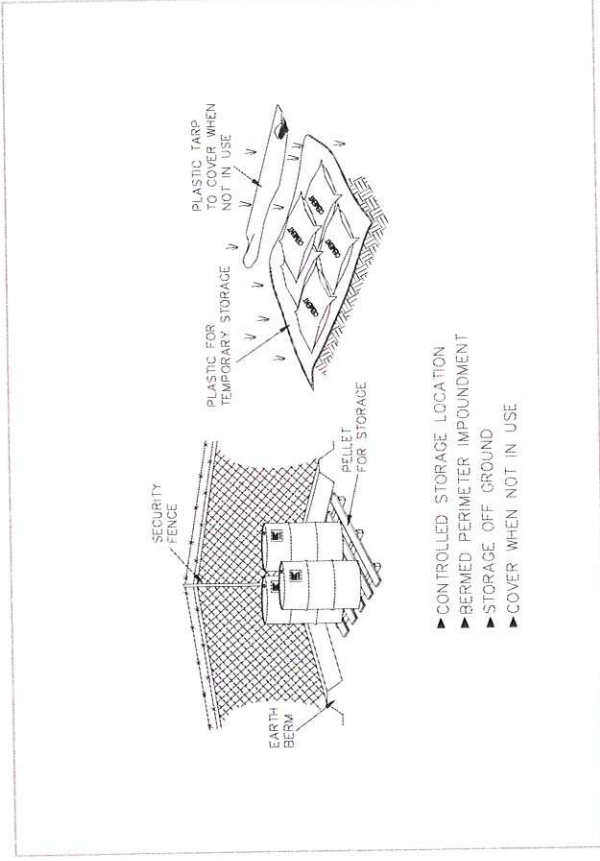 SECURITY
FENCE
EARTH
BERM
PELLET
FOR STORAGE
PLASTIC FOR
TEMPORARY STORAGE
PLASTIC TARP
TO COVER WHEN
NOT IN USE
CEMENT
CEMENT
CEMENT
CEMENT
CEMENT
► CONTROLLED STORAGE LOCATION
► BERMED PERIMETER IMPOUNDMENT
► STORAGE OFF GROUND
► COVER WHEN NOT IN USE